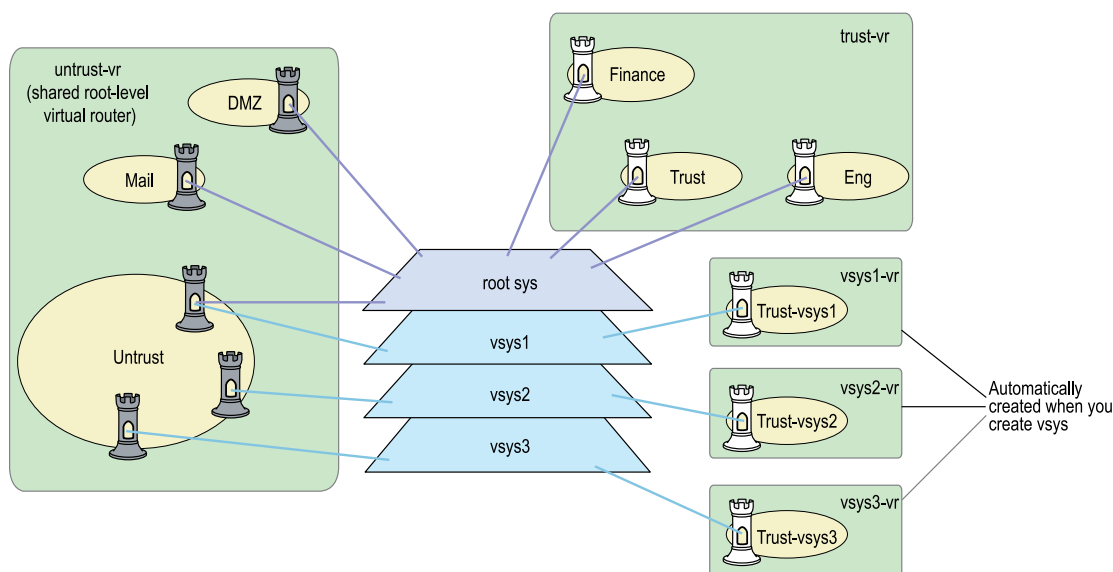 untrust-vr
(shared root-level
virtual router)
DMZ
Mail
Untrust
trust-vr
Finance
Trust
Eng
root sys
vsys1
vsys2
vsys3
vsys1-vr
Trust-vsys1
vsys2-vr
Trust-vsys2
vsys3-vr
Trust-vsys3
Automatically
created when you
create vsys